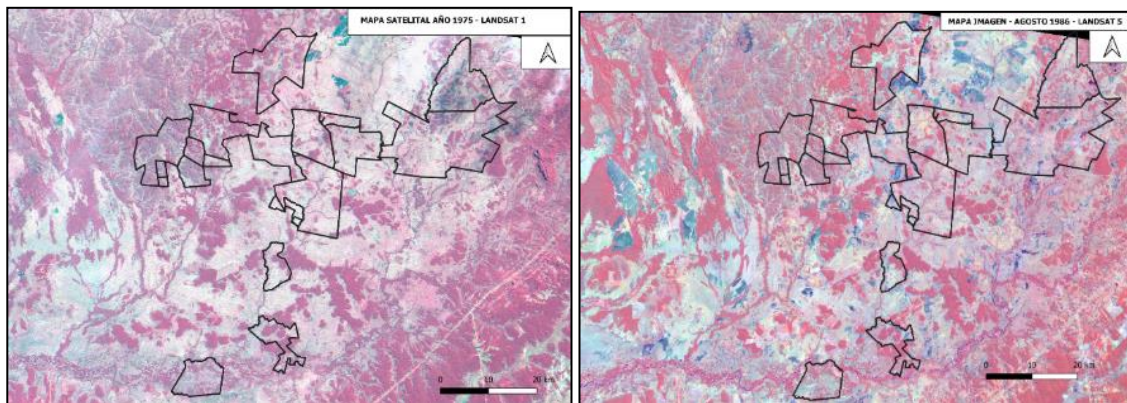 MAPA SATELITAL AÑO 1975 - LANDSAT 1
0 10 20 km
MAPA IMAGEN - AGOSTO 1986 - LANDSAT 5
0 10 20 km